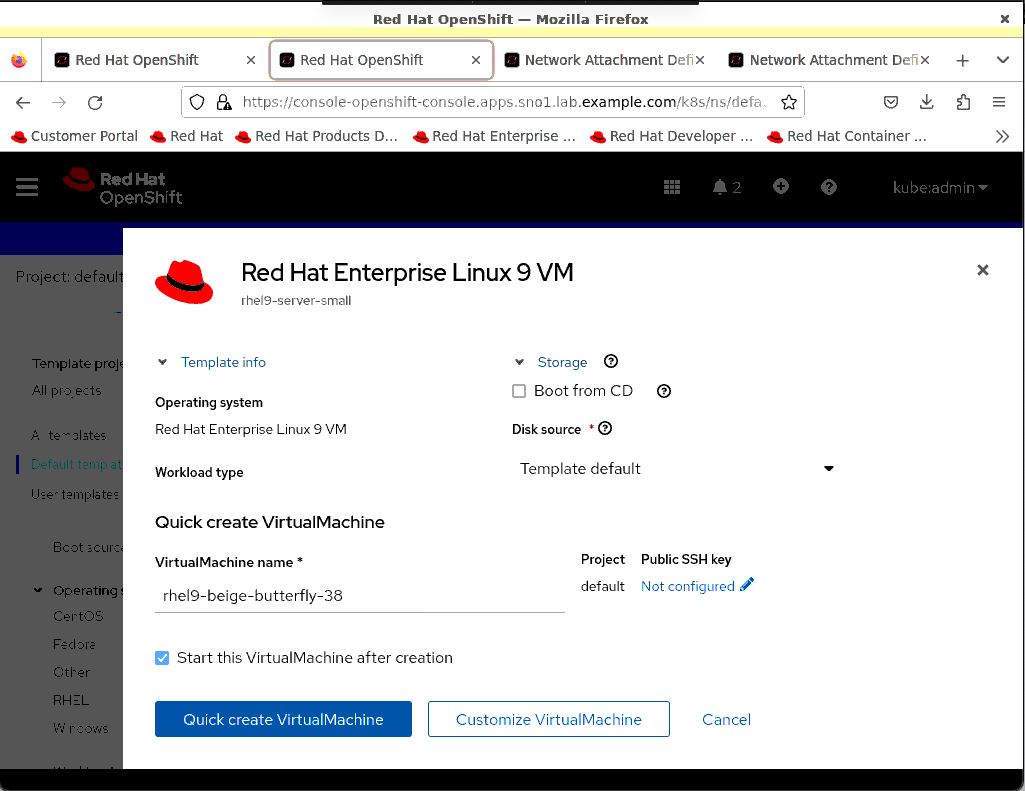 Red Hat OpenShift — Mozilla Firefox
Red Hat OpenShift
Red Hat OpenShift
Network Attachment Defi
Network Attachment Defi
https://console-openshift-console.apps.sno1.lab.example.com/k8s/ns/defa
Customer Portal
Red Hat
Red Hat Products D...
Red Hat Enterprise ...
Red Hat Developer ...
Red Hat Container ...
Red Hat
OpenShift
2
kube:admin
Project: default
Template proje
All projects
All templates
Default templat
User templates
Boot source
Operating s
CentOS
Fedora
Other
RHEL
Windows
Red Hat Enterprise Linux 9 VM
rhel9-server-small
Template info
Operating system
Red Hat Enterprise Linux 9 VM
Workload type
Storage
Boot from CD
Disk source *
Template default
Quick create VirtualMachine
VirtualMachine name *
rhel9-beige-butterfly-38
Project
default
Public SSH key
Not configured
Start this VirtualMachine after creation
Quick create VirtualMachine
Customize VirtualMachine
Cancel